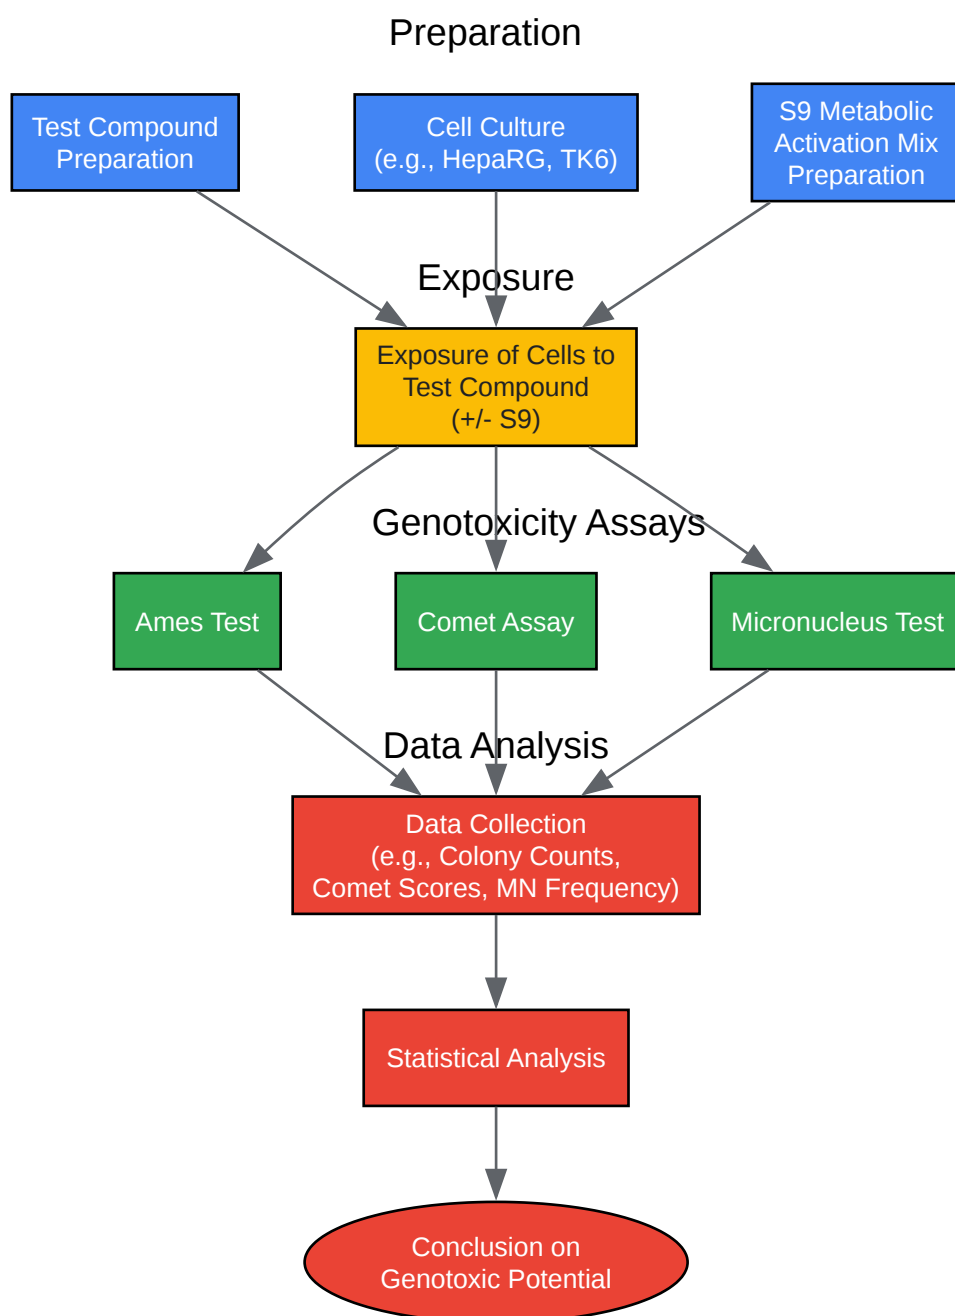 Preparation
Test Compound
Preparation
Cell Culture
(e.g., HepaRG, TK6)
S9 Metabolic
Activation Mix
Preparation
Exposure
Exposure of Cells to
Test Compound
(+/- S9)
Genotoxicity Assays
Ames Test
Comet Assay
Micronucleus Test
Data Analysis
Data Collection
(e.g., Colony Counts,
Comet Scores, MN Frequency)
Statistical Analysis
Conclusion on
Genotoxic Potential